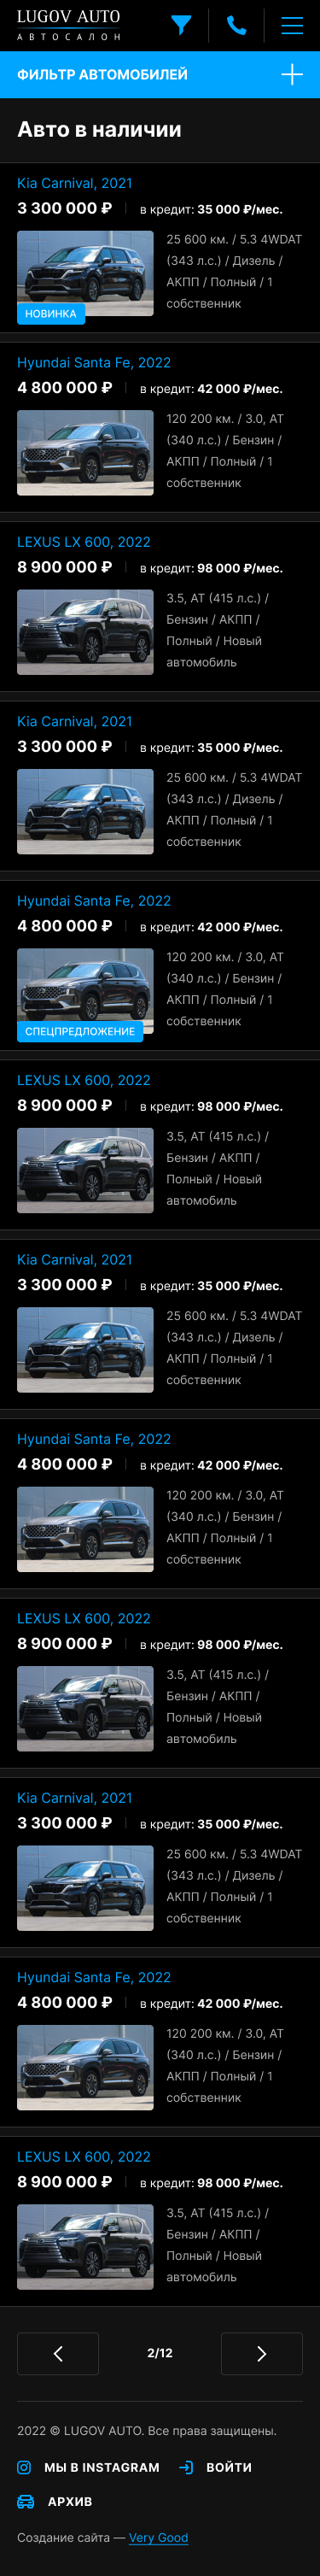 LUGOV AUTO
АВТОСАЛОН
ФИЛЬТР АВТОМОБИЛЕЙ
Авто в наличии
Kia Carnival, 2021
3 300 000 ₽ в кредит: 35 000 ₽/мес.
25 600 км. / 5.3 4WDAT
(343 л.с.) / Дизель /
АКПП / Полный / 1
собственник
НОВИНКА
Hyundai Santa Fe, 2022
4 800 000 ₽ в кредит: 42 000 ₽/мес.
120 200 км. / 3.0, AT
(340 л.с.) / Бензин /
АКПП / Полный / 1
собственник
LEXUS LX 600, 2022
8 900 000 ₽ в кредит: 98 000 ₽/мес.
3.5, AT (415 л.с.) /
Бензин / АКПП /
Полный / Новый
автомобиль
Kia Carnival, 2021
3 300 000 ₽ в кредит: 35 000 ₽/мес.
25 600 км. / 5.3 4WDAT
(343 л.с.) / Дизель /
АКПП / Полный / 1
собственник
Hyundai Santa Fe, 2022
4 800 000 ₽ в кредит: 42 000 ₽/мес.
120 200 км. / 3.0, AT
(340 л.с.) / Бензин /
АКПП / Полный / 1
собственник
СПЕЦПРЕДЛОЖЕНИЕ
LEXUS LX 600, 2022
8 900 000 ₽ в кредит: 98 000 ₽/мес.
3.5, AT (415 л.с.) /
Бензин / АКПП /
Полный / Новый
автомобиль
Kia Carnival, 2021
3 300 000 ₽ в кредит: 35 000 ₽/мес.
25 600 км. / 5.3 4WDAT
(343 л.с.) / Дизель /
АКПП / Полный / 1
собственник
Hyundai Santa Fe, 2022
4 800 000 ₽ в кредит: 42 000 ₽/мес.
120 200 км. / 3.0, AT
(340 л.с.) / Бензин /
АКПП / Полный / 1
собственник
LEXUS LX 600, 2022
8 900 000 ₽ в кредит: 98 000 ₽/мес.
3.5, AT (415 л.с.) /
Бензин / АКПП /
Полный / Новый
автомобиль
Kia Carnival, 2021
3 300 000 ₽ в кредит: 35 000 ₽/мес.
25 600 км. / 5.3 4WDAT
(343 л.с.) / Дизель /
АКПП / Полный / 1
собственник
Hyundai Santa Fe, 2022
4 800 000 ₽ в кредит: 42 000 ₽/мес.
120 200 км. / 3.0, AT
(340 л.с.) / Бензин /
АКПП / Полный / 1
собственник
LEXUS LX 600, 2022
8 900 000 ₽ в кредит: 98 000 ₽/мес.
3.5, AT (415 л.с.) /
Бензин / АКПП /
Полный / Новый
автомобиль
2/12
2022 © LUGOV AUTO. Все права защищены.
МЫ В INSTAGRAM ВОЙТИ
АРХИВ
Создание сайта — Very Good